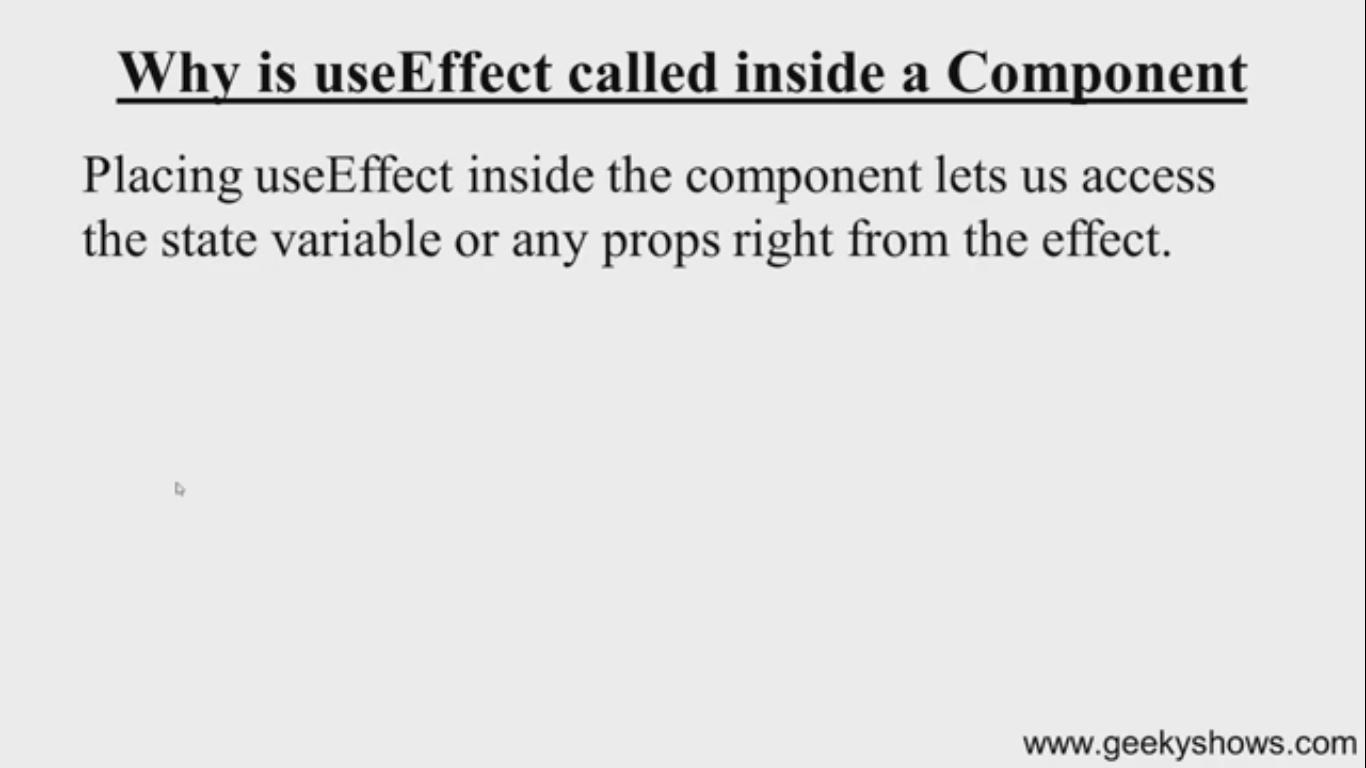 Why is useEffect called inside a Component
Placing useEffect inside the component lets us access
the state variable or any props right from the effect.
www.geekyshows.com